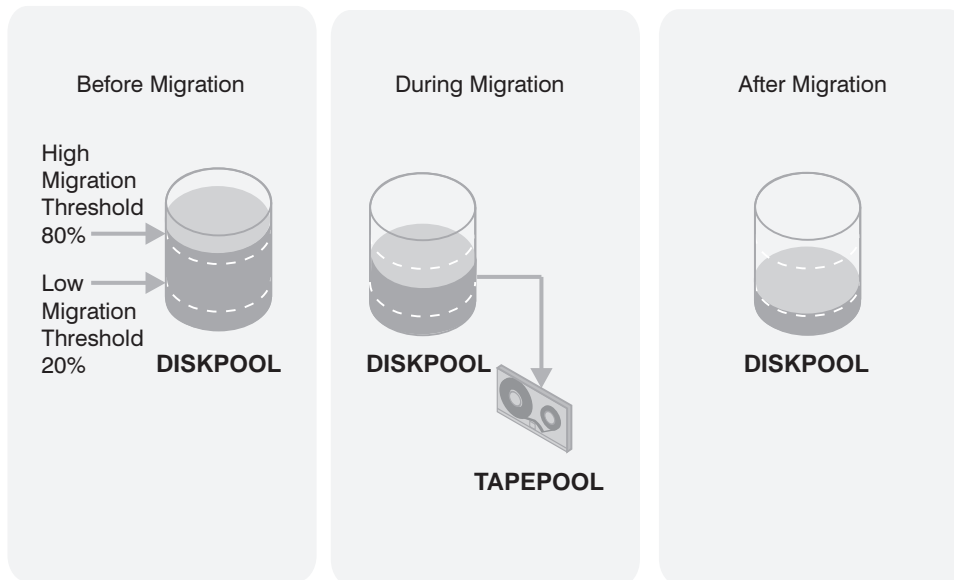 Before Migration
High
Migration
Threshold
80%
Low
Migration
Threshold
20%
DISKPOOL
During Migration
DISKPOOL
TAPEPOOL
After Migration
DISKPOOL